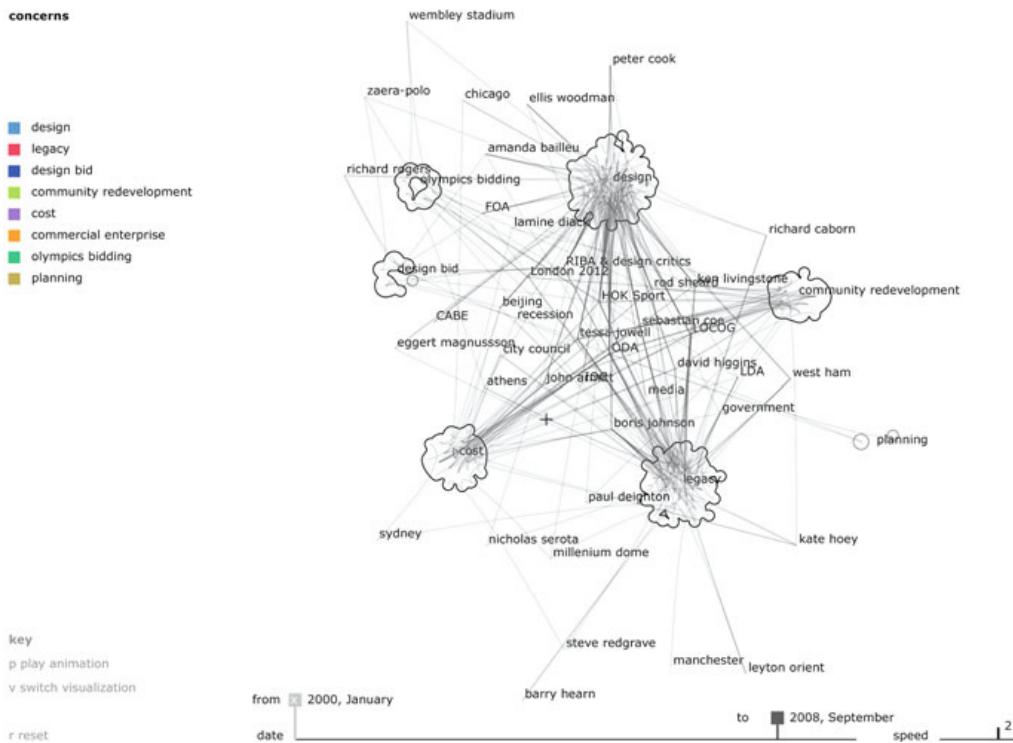 concerns
wembley stadium
peter cook
zaera-polo
chicago
ellis woodman
design
legacy
amanda bailleu
design bid
richard rogers
olympics bidding
design
community redevelopment
FOA
cost
lamine diack
richard caborn
commercial enterprise
olympics bidding
RIBA & design critics
design bid
London 2012
planning
rod sheard
ken livingstone
HOK Sport
community redevelopment
beijing
CABE
recession
sebastian coe
LOCOG
tessa jowell
eggert magnussson
city council
ODA
david higgins
LDA
west ham
athens
john armitt
media
government
boris johnson
planning
cost
legacy
paul deighton
sydney
nicholas serota
kate hoey
millenium dome
key
steve redgrave
p play animation
manchester
leyton orient
v switch visualization
barry hearn
from x 2000, January
to 2008, September
2
r reset
date
speed